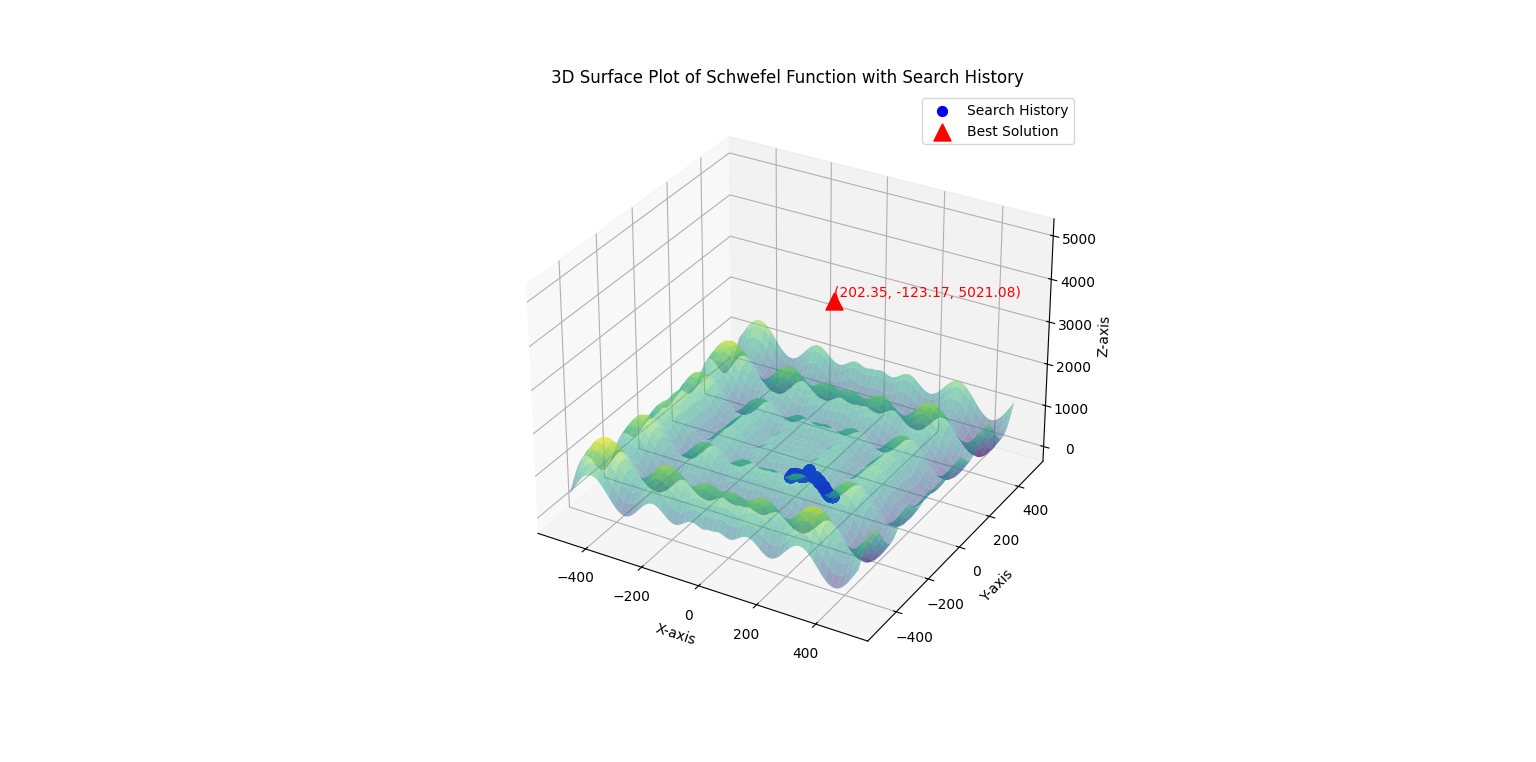 3D Surface Plot of Schwefel Function with Search History
Search History
Best Solution
(202.35, -123.17, 5021.08)
5000
4000
3000
2000
1000
0
Z-axis
−400
−200
0
200
400
X-axis
400
200
0
−200
−400
Y-axis